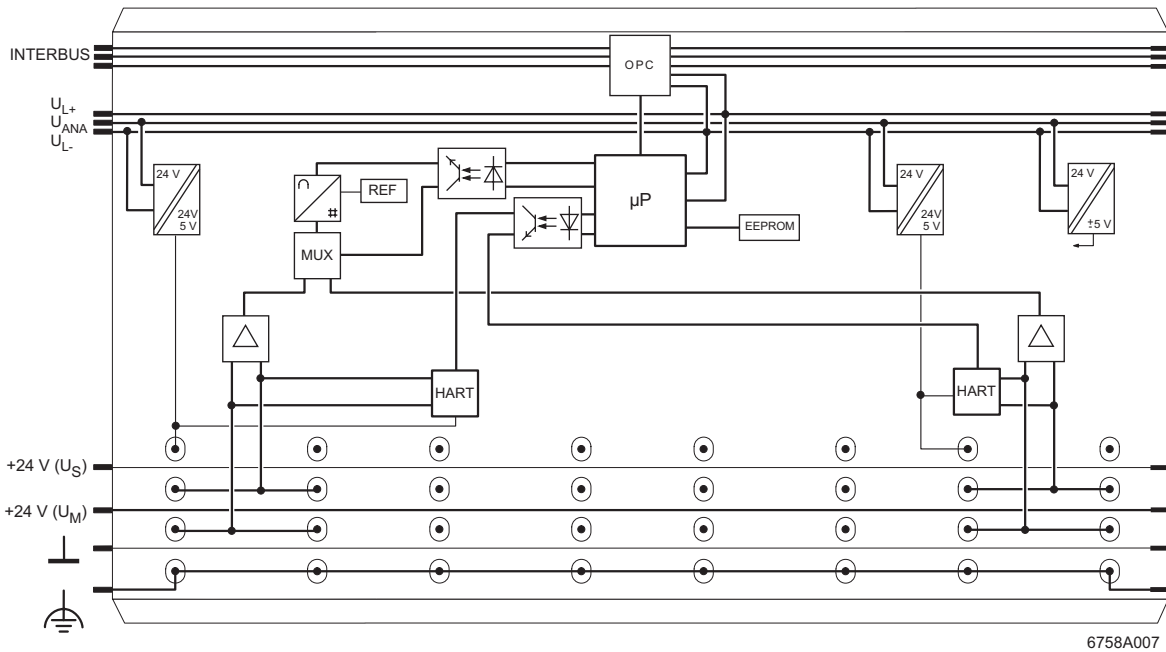 INTERBUS
OPC
UL+
UANA
UL-
24 V
24V
5 V
REF
#
MUX
µP
EEPROM
24 V
24V
5 V
24 V
±5 V
HART
HART
+24 V (US)
+24 V (UM)
6758A007